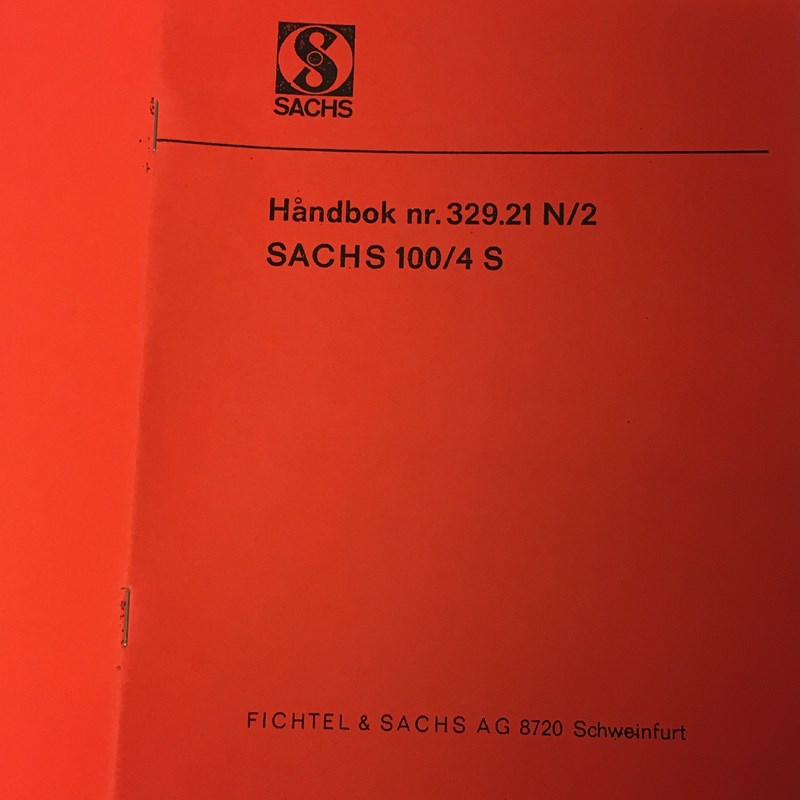 SACHS
Håndbok nr. 329.21 N/2
SACHS 100/4 S
FICHTEL & SACHS AG 8720 Schweinfurt